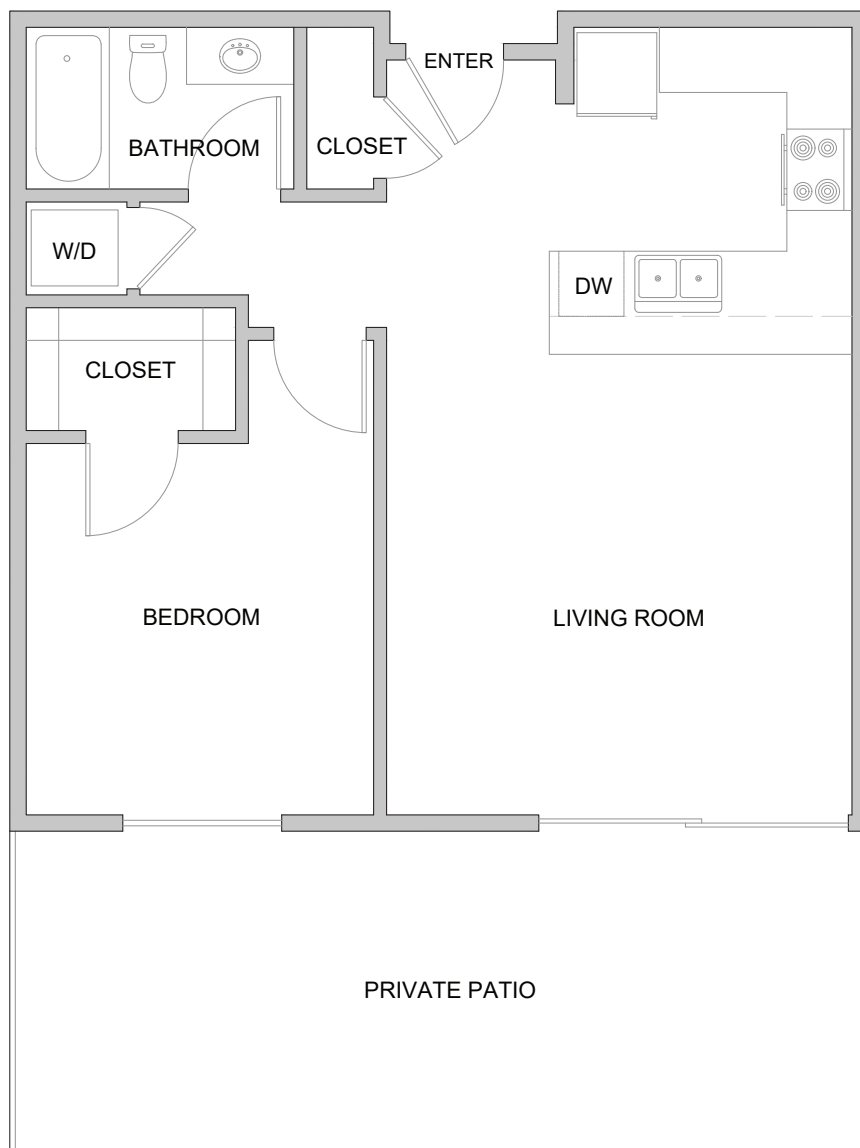 ENTER
BATHROOM
CLOSET
W/D
DW
CLOSET
BEDROOM
LIVING ROOM
PRIVATE PATIO